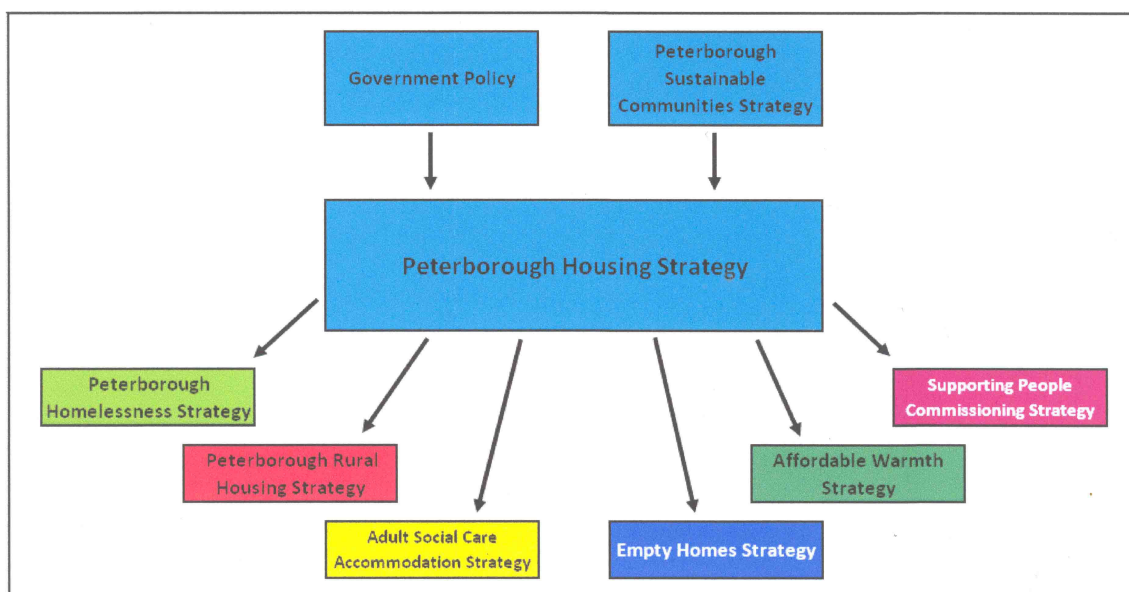 Government Policy
Peterborough
Sustainable
Communities Strategy
Peterborough Housing Strategy
Peterborough
Homelessness Strategy
Supporting People
Commissioning Strategy
Peterborough Rural
Housing Strategy
Affordable Warmth
Strategy
Adult Social Care
Accommodation Strategy
Empty Homes Strategy